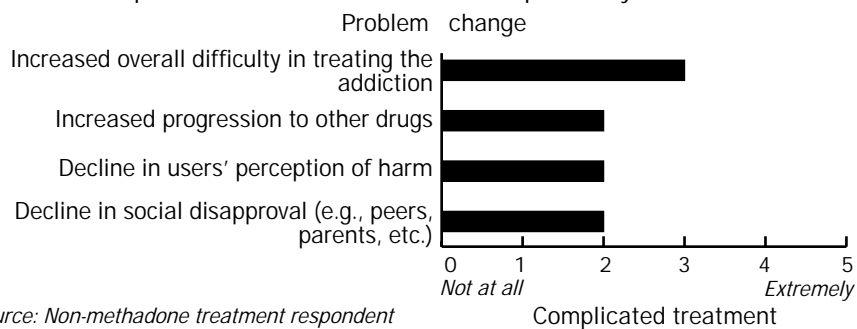 Problem change
Increased overall difficulty in treating the
addiction
Increased progression to other drugs
Decline in users' perception of harm
Decline in social disapproval (e.g., peers,
parents, etc.)
0 1 2 3 4 5
Not at all Extremely
urce: Non-methadone treatment respondent
Complicated treatment